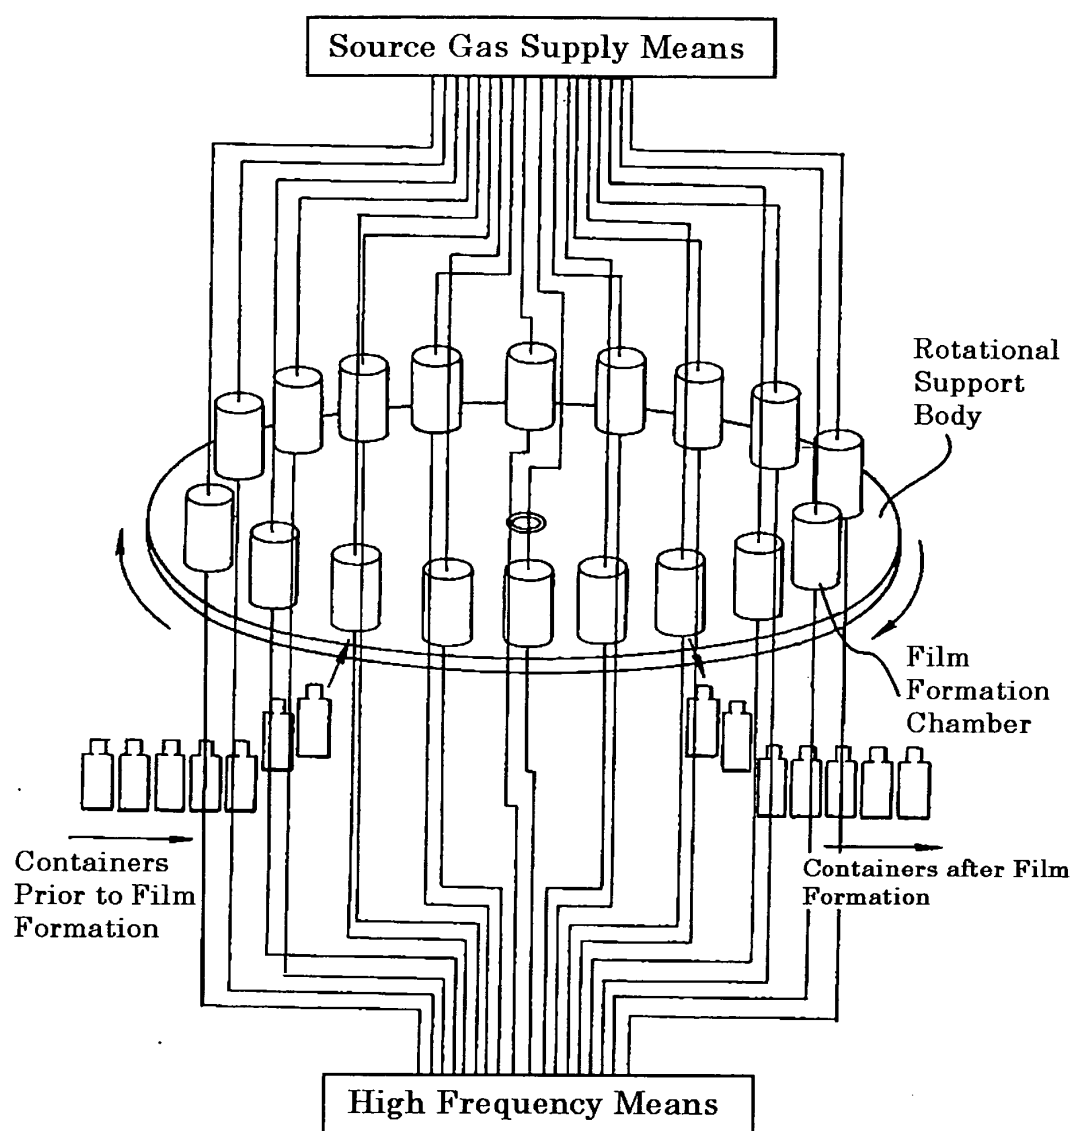 Source Gas Supply Means
Rotational
Support
Body
Film
Formation
Chamber
Containers
Prior to Film
Formation
Containers after Film
Formation
High Frequency Means